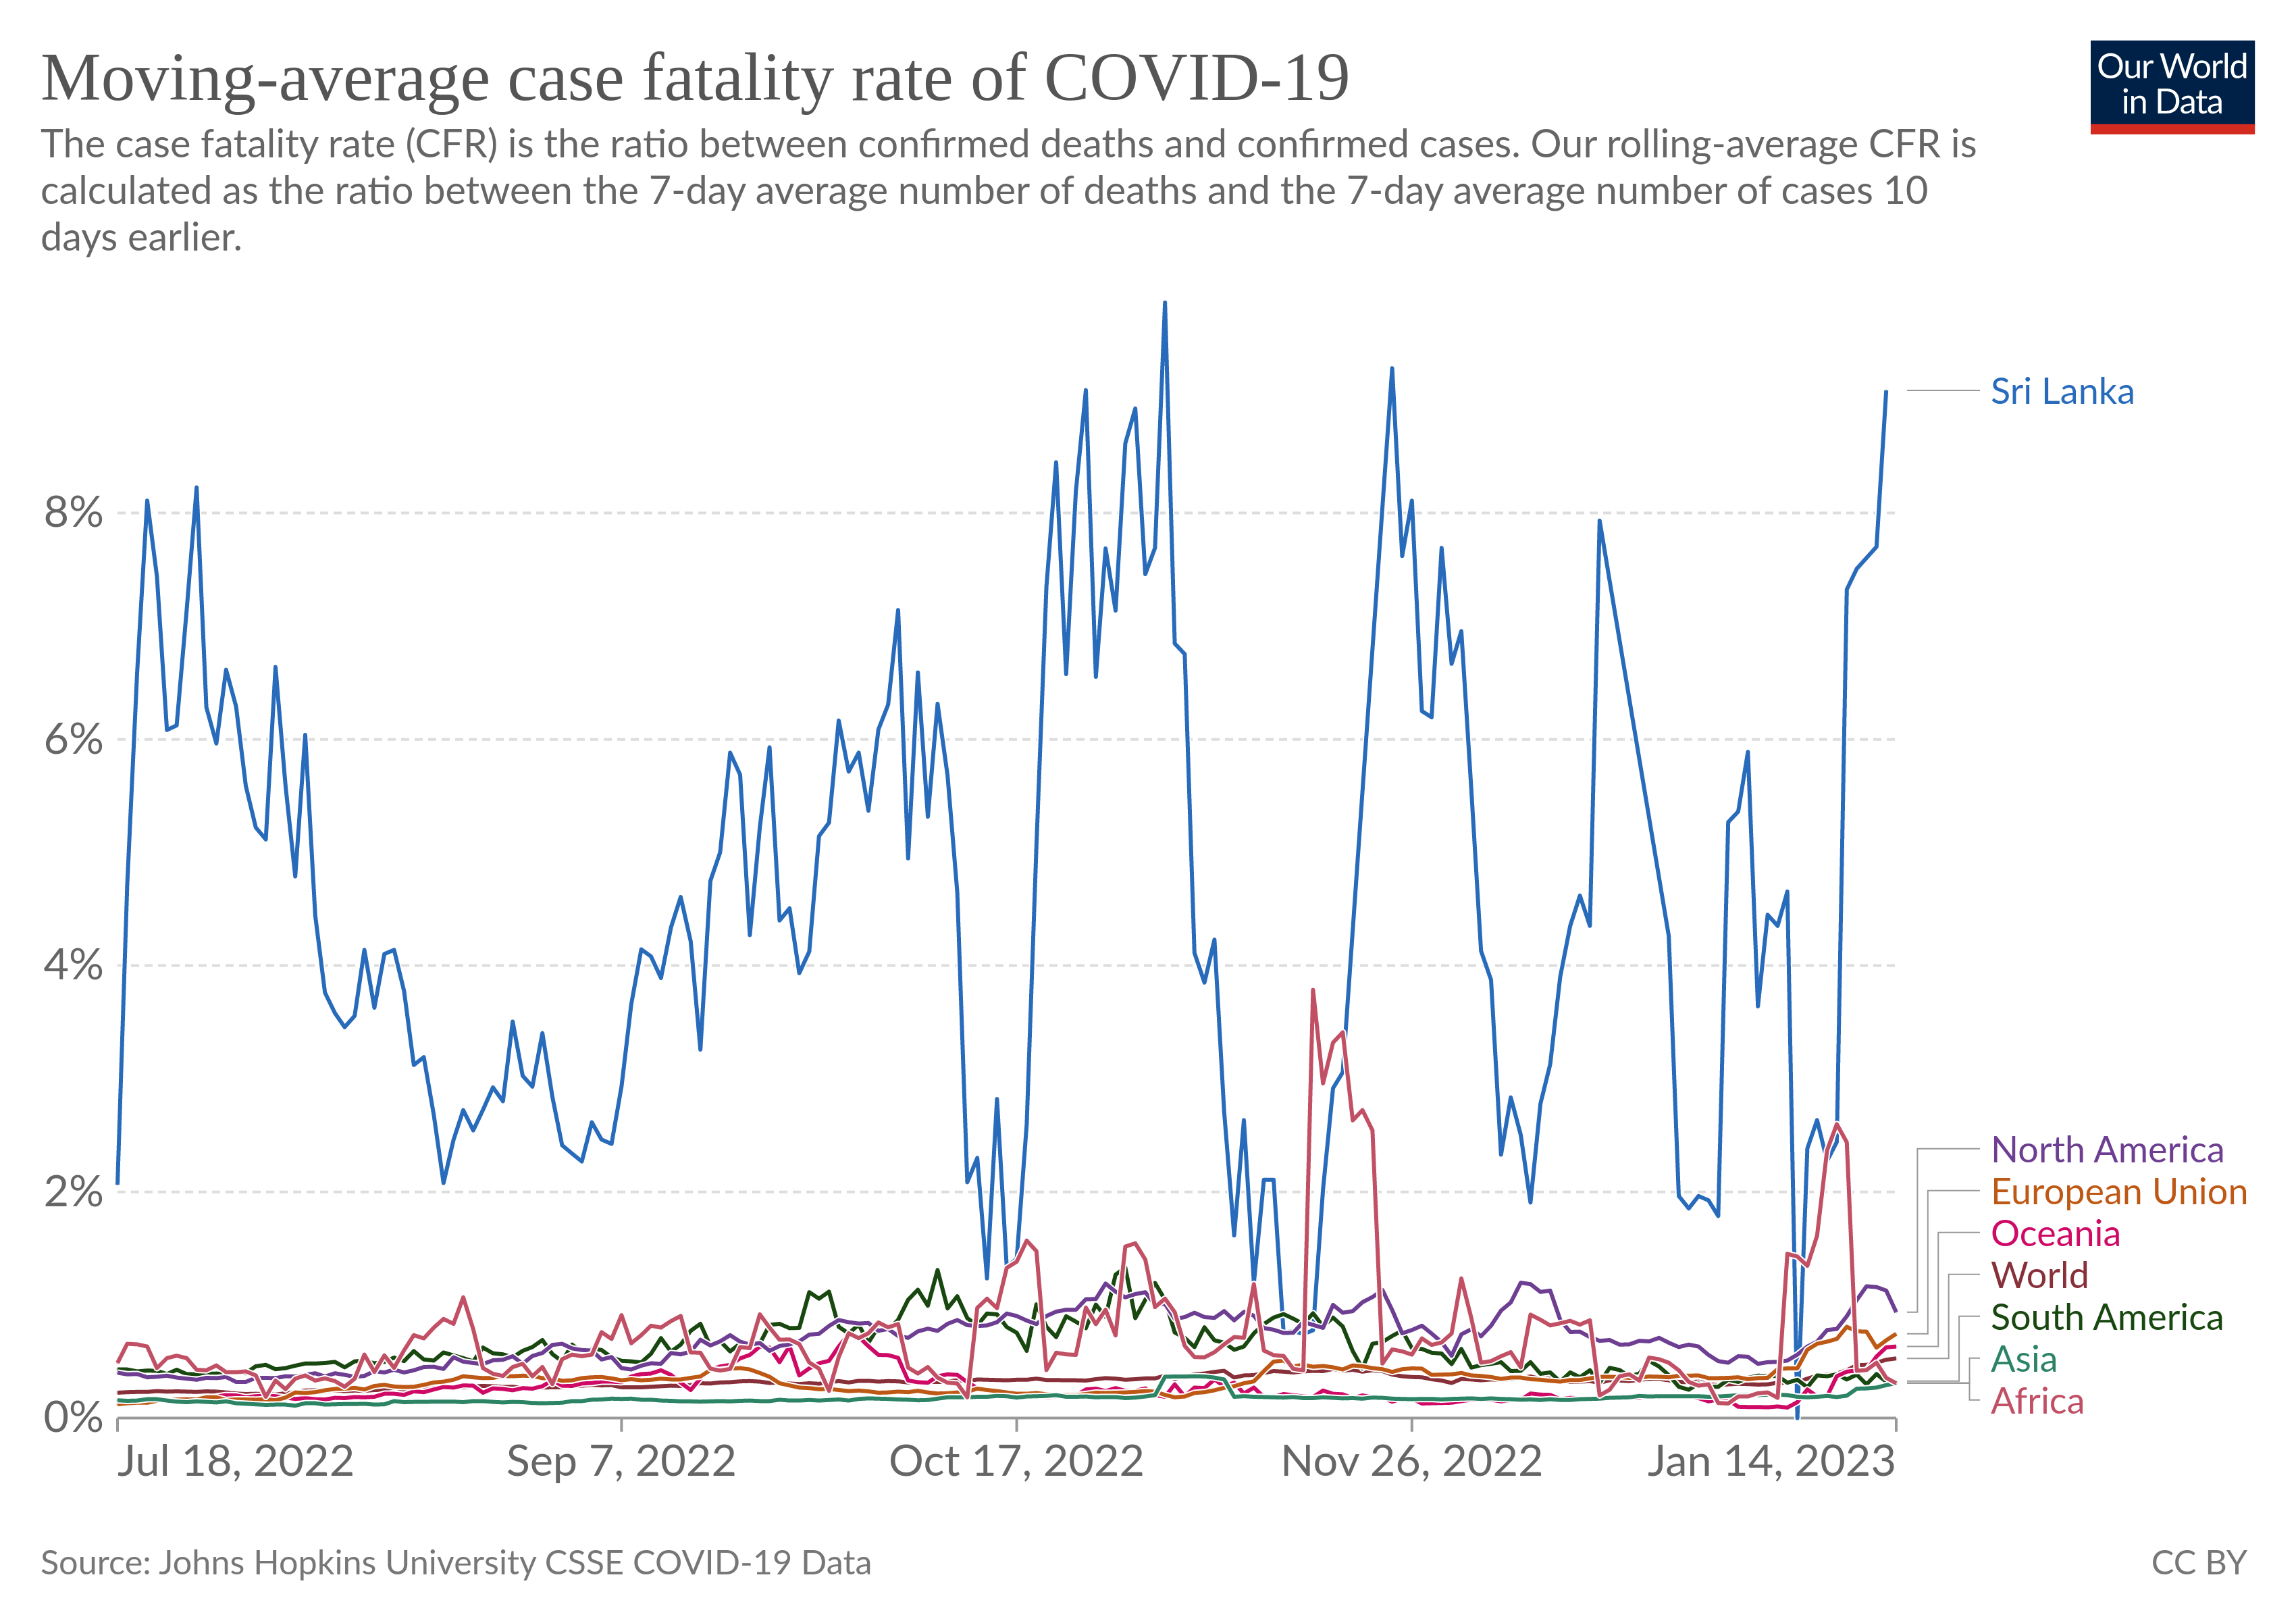 Moving-average case fatality rate of COVID-19
Our World
in Data
The case fatality rate (CFR) is the ratio between confirmed deaths and confirmed cases. Our rolling-average CFR is
calculated as the ratio between the 7-day average number of deaths and the 7-day average number of cases 10
days earlier.
Sri Lanka
8%
6%
4%
2%
0%
North America
European Union
Oceania
World
South America
Asia
Africa
Jul 18, 2022
Sep 7, 2022
Oct 17, 2022
Nov 26, 2022
Jan 14, 2023
Source: Johns Hopkins University CSSE COVID-19 Data
CC BY